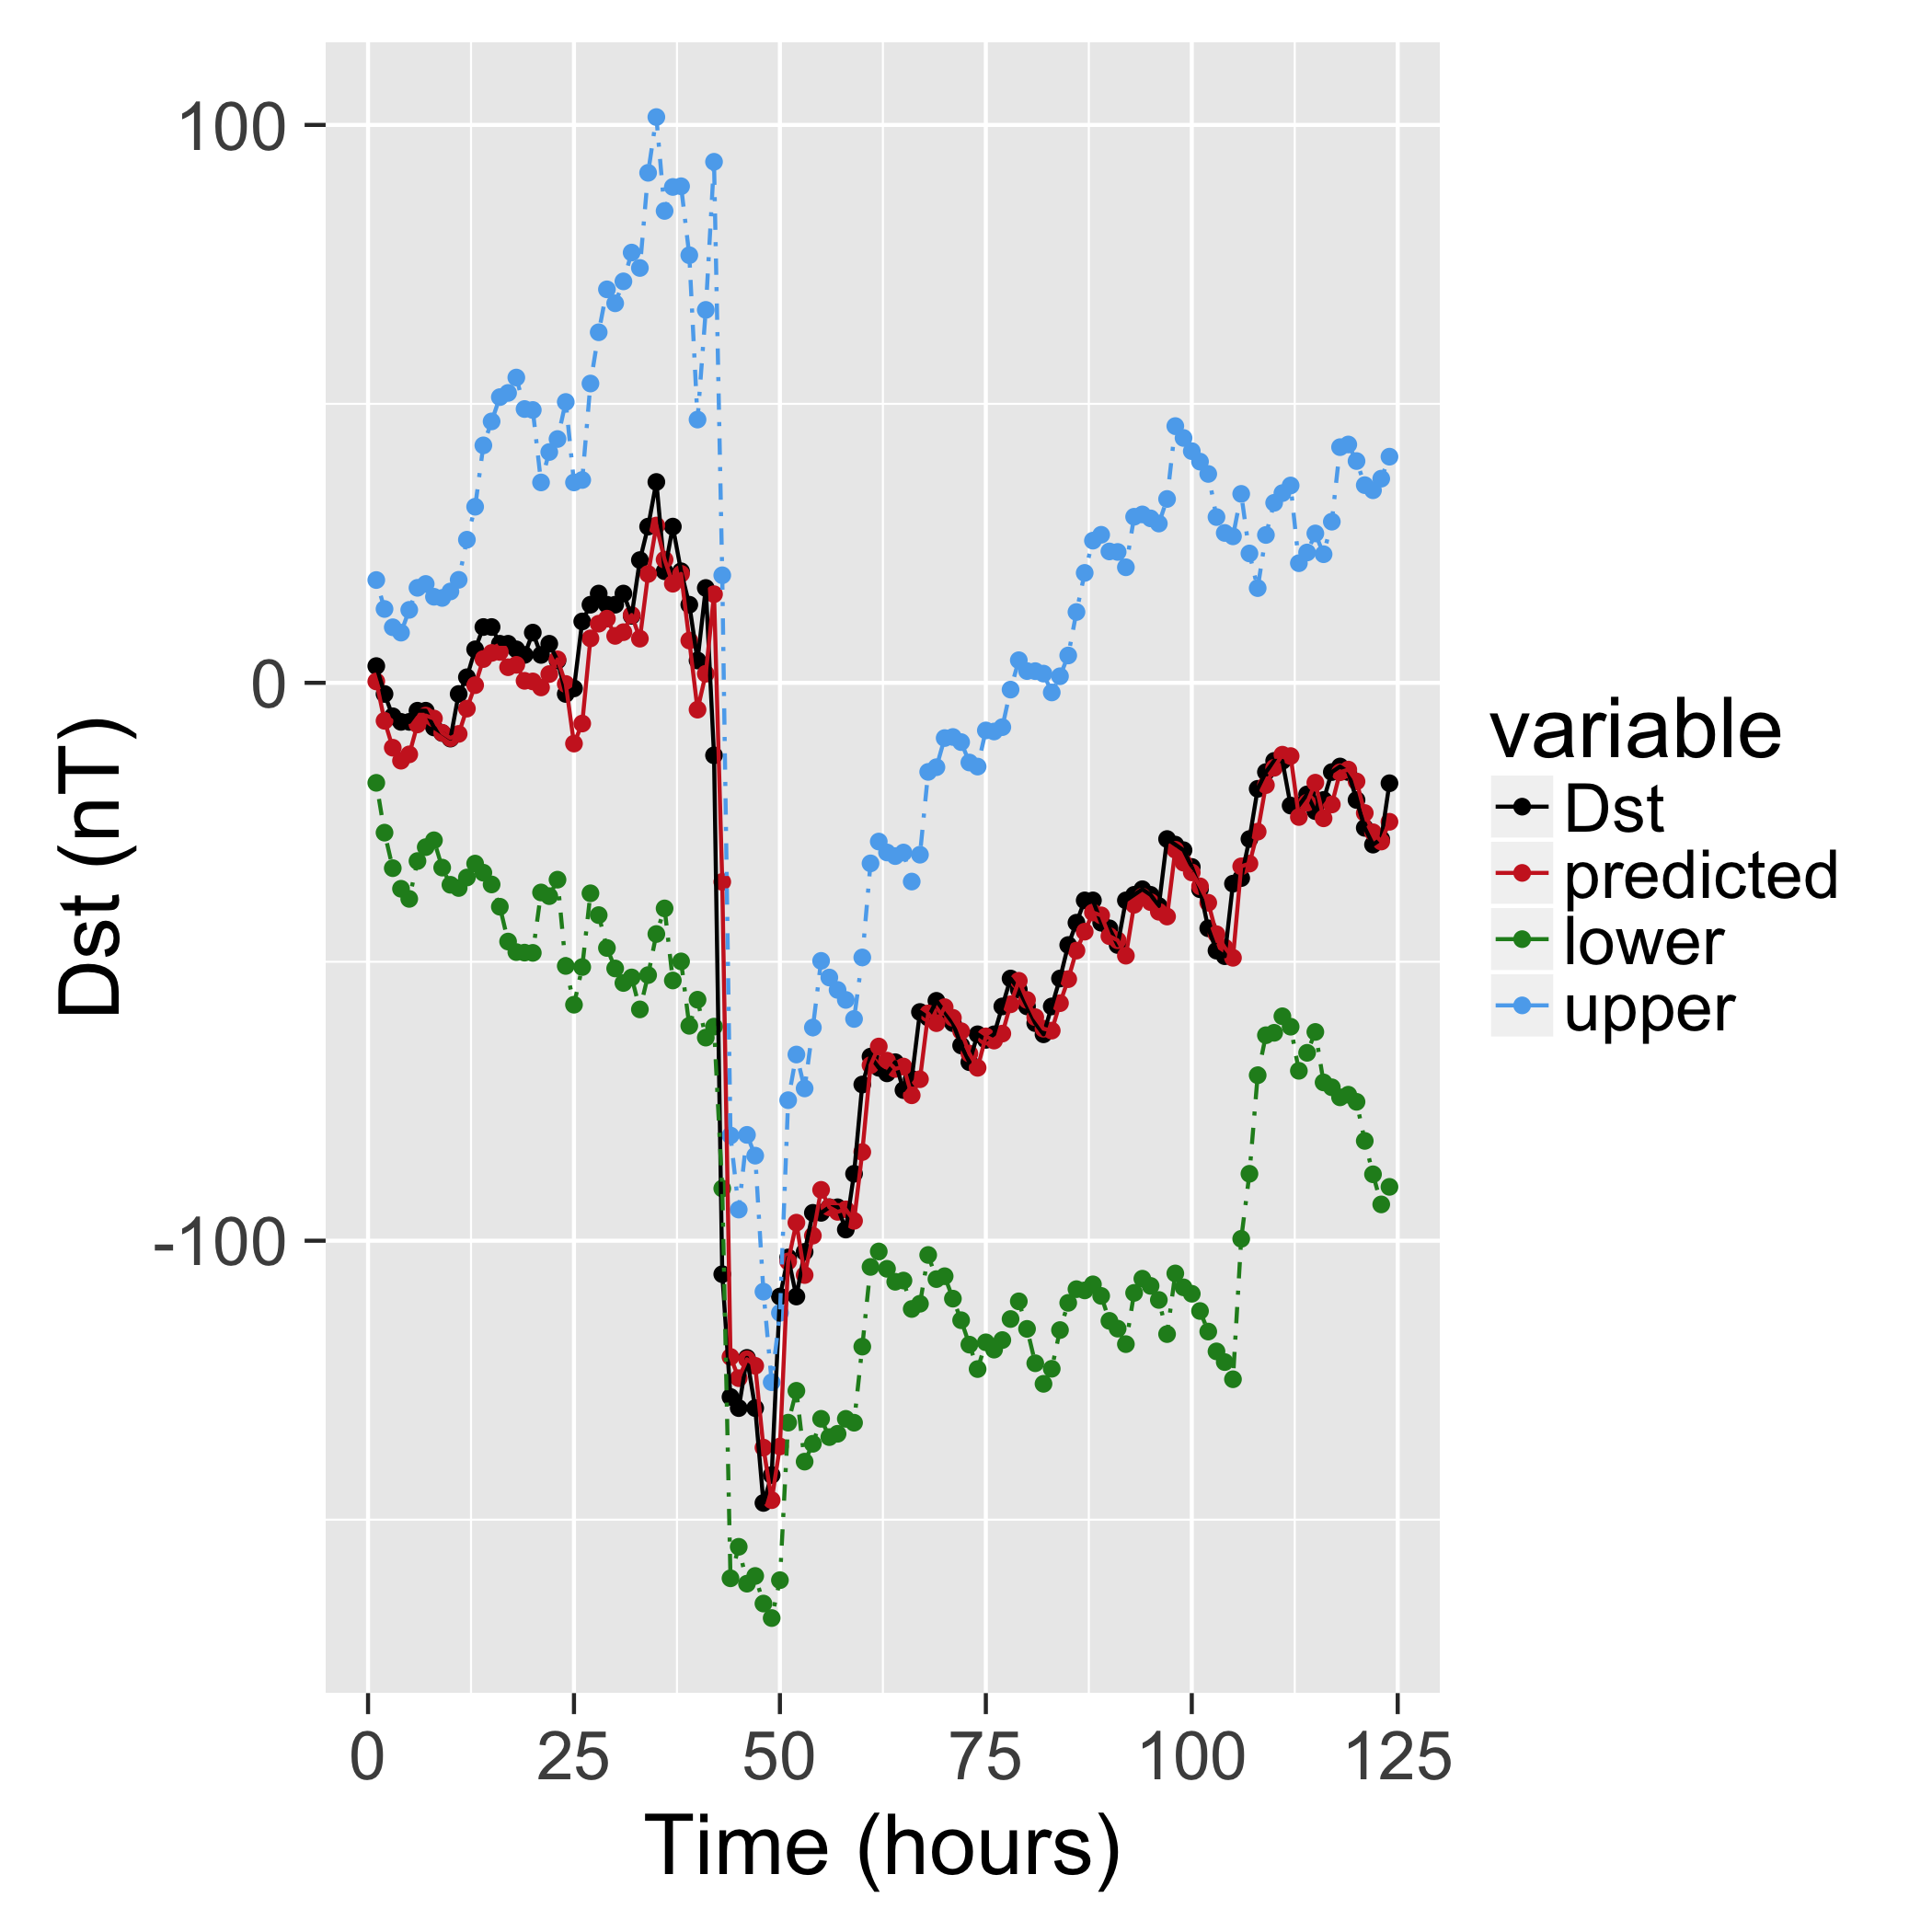 Dst (nT)
100
0
-100
0 25 50 75 100 125
Time (hours)
variable
Dst
predicted
lower
upper